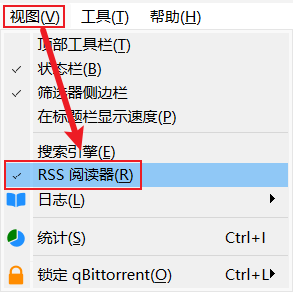 视图(V) 工具(T) 帮助(H)
顶部工具栏(T)
状态栏(B)
筛选器侧边栏
在标题栏显示速度(P)
搜索引擎(E)
RSS 阅读器(R)
日志(L)
统计(S) Ctrl+I
锁定 qBittorrent(O) Ctrl+L